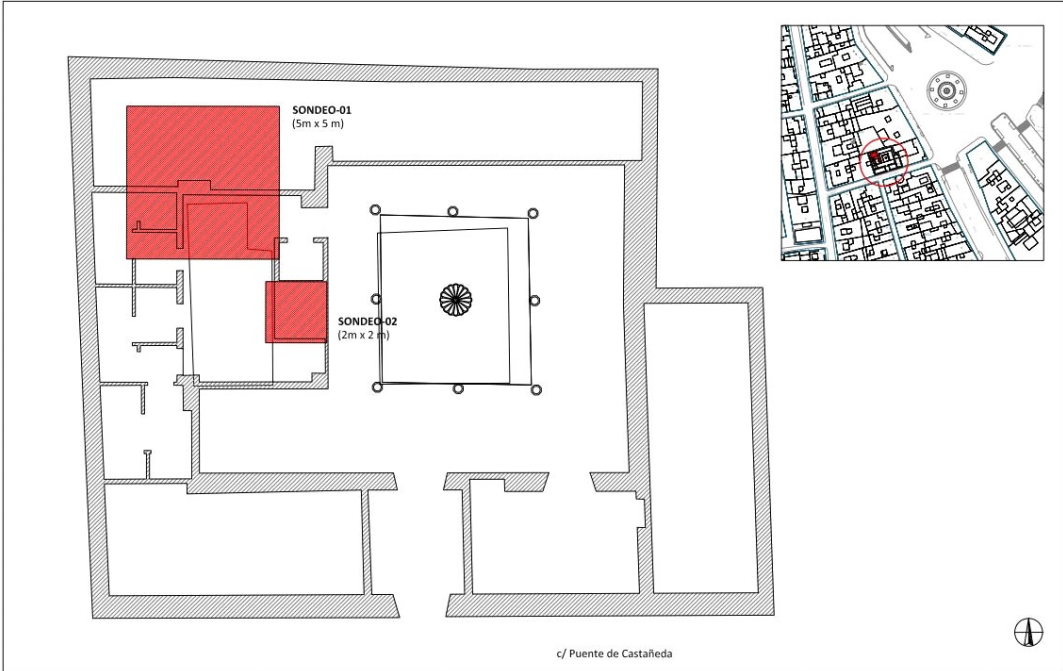 SONDEO-01
(5m x 5 m)
SONDEO-02
(2m x 2 m)
c/ Puente de Castañeda